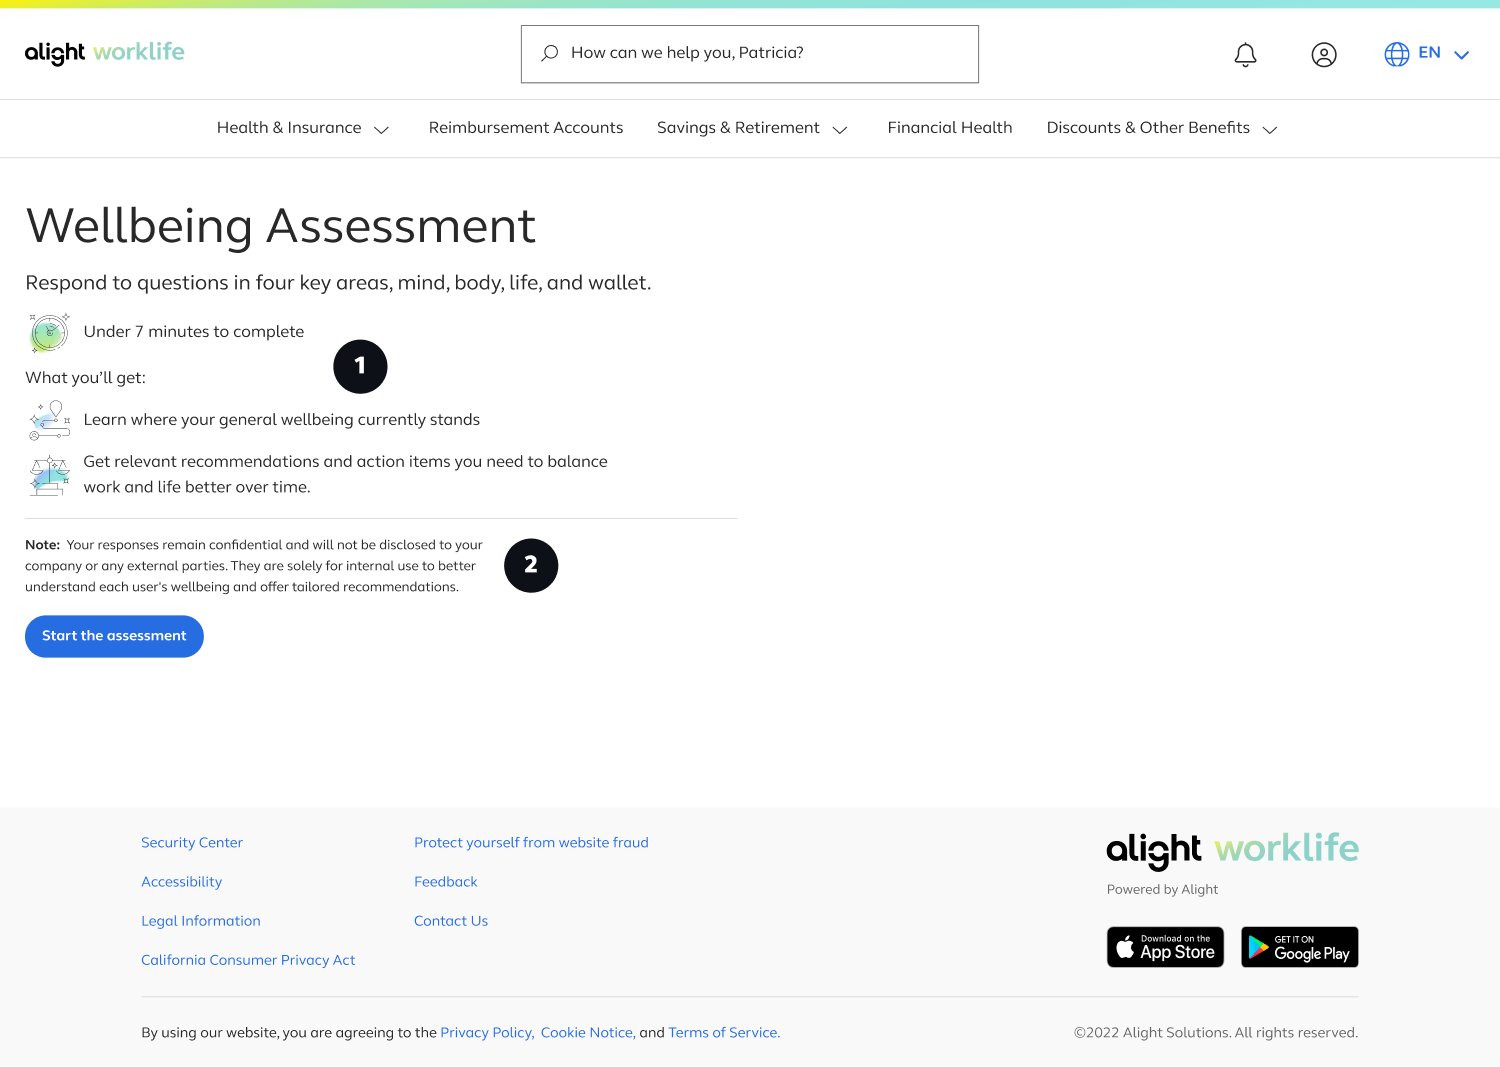 alight worklife
How can we help you, Patricia?
EN
Health & Insurance
Reimbursement Accounts
Savings & Retirement
Financial Health
Discounts & Other Benefits
Wellbeing Assessment
Respond to questions in four key areas, mind, body, life, and wallet.
Under 7 minutes to complete
1
What you’ll get:
Learn where your general wellbeing currently stands
Get relevant recommendations and action items you need to balance
work and life better over time.
Note: Your responses remain confidential and will not be disclosed to your
company or any external parties. They are solely for internal use to better
understand each user's wellbeing and offer tailored recommendations.
2
Start the assessment
Security Center
Accessibility
Legal Information
California Consumer Privacy Act
Protect yourself from website fraud
Feedback
Contact Us
alight worklife
Powered by Alight
Download on the
App Store
GET IT ON
Google Play
By using our website, you are agreeing to the Privacy Policy, Cookie Notice, and Terms of Service.
©2022 Alight Solutions. All rights reserved.